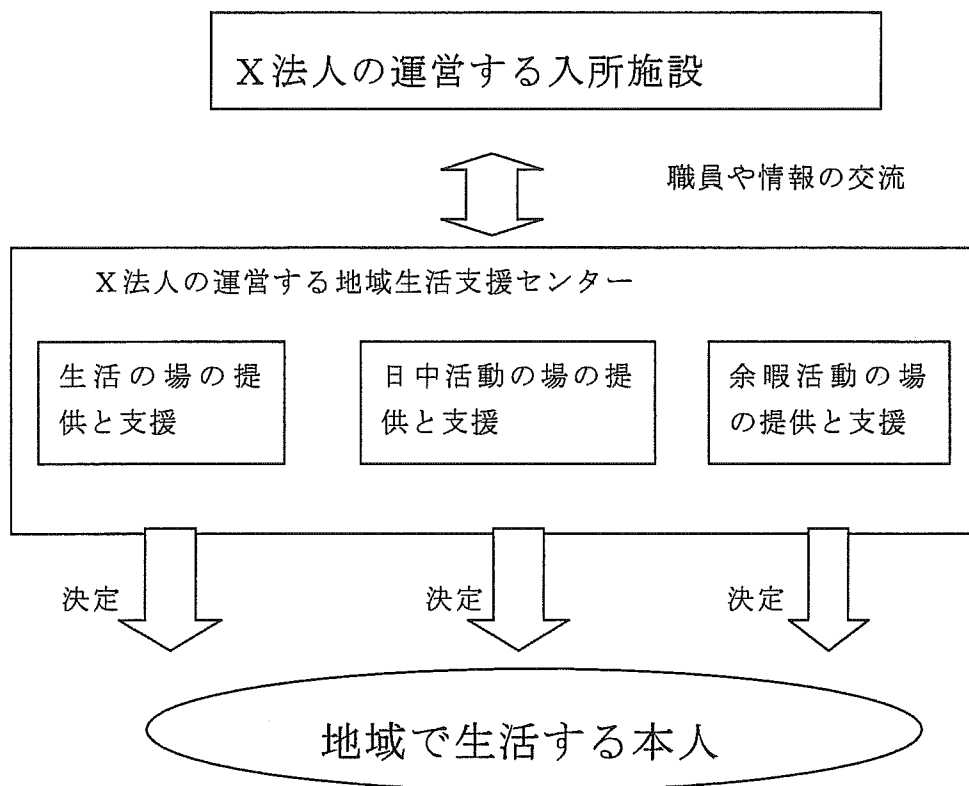 X法人の運営する入所施設
職員や情報の交流
X法人の運営する地域生活支援センター
生活の場の提
供と支援
日中活動の場の提
供と支援
余暇活動の場
の提供と支援
決定
決定
決定
地域で生活する本人